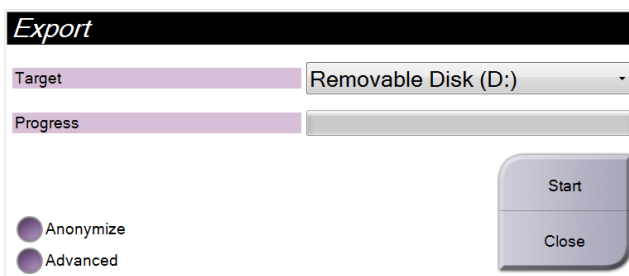 Export
Target
Removable Disk (D:)
Progress
Start
Close
Anonymize
Advanced